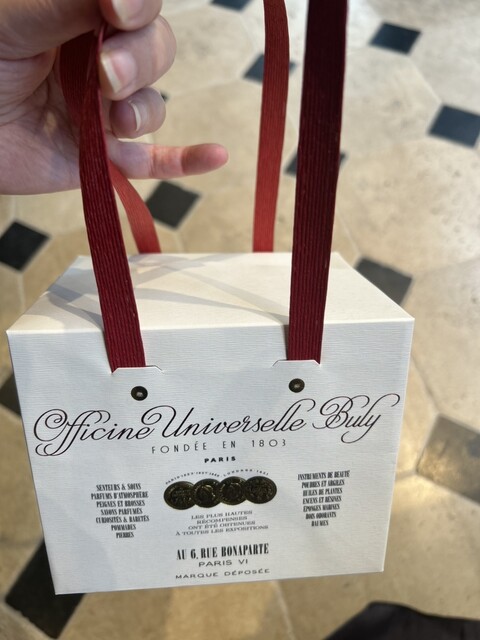 Officine Universelle Buly
FONDÉE EN 1803
PARIS
SENTEURS & SOINS
PARFUMS D'ATMOSPHÈRE
PEIGNES ET BROSSES
SAVONS PARFUMÉS
CURIOSITÉS & RARETÉS
POMMADES
PIERRES
LES PLUS HAUTES
RÉCOMPENSES
ONT ÉTÉ OBTENUES
À TOUTES LES EXPOSITIONS
INSTRUMENTS DE BEAUTÉ
POUDRES ET ARGILES
HUILES DE PLANTES
ENCENS ET RÉSINES
ÉPONGES MARINES
BOIS ODORANTS
BAUMES
AU 6, RUE BONAPARTE
PARIS VI
MARQUE DÉPOSÉE